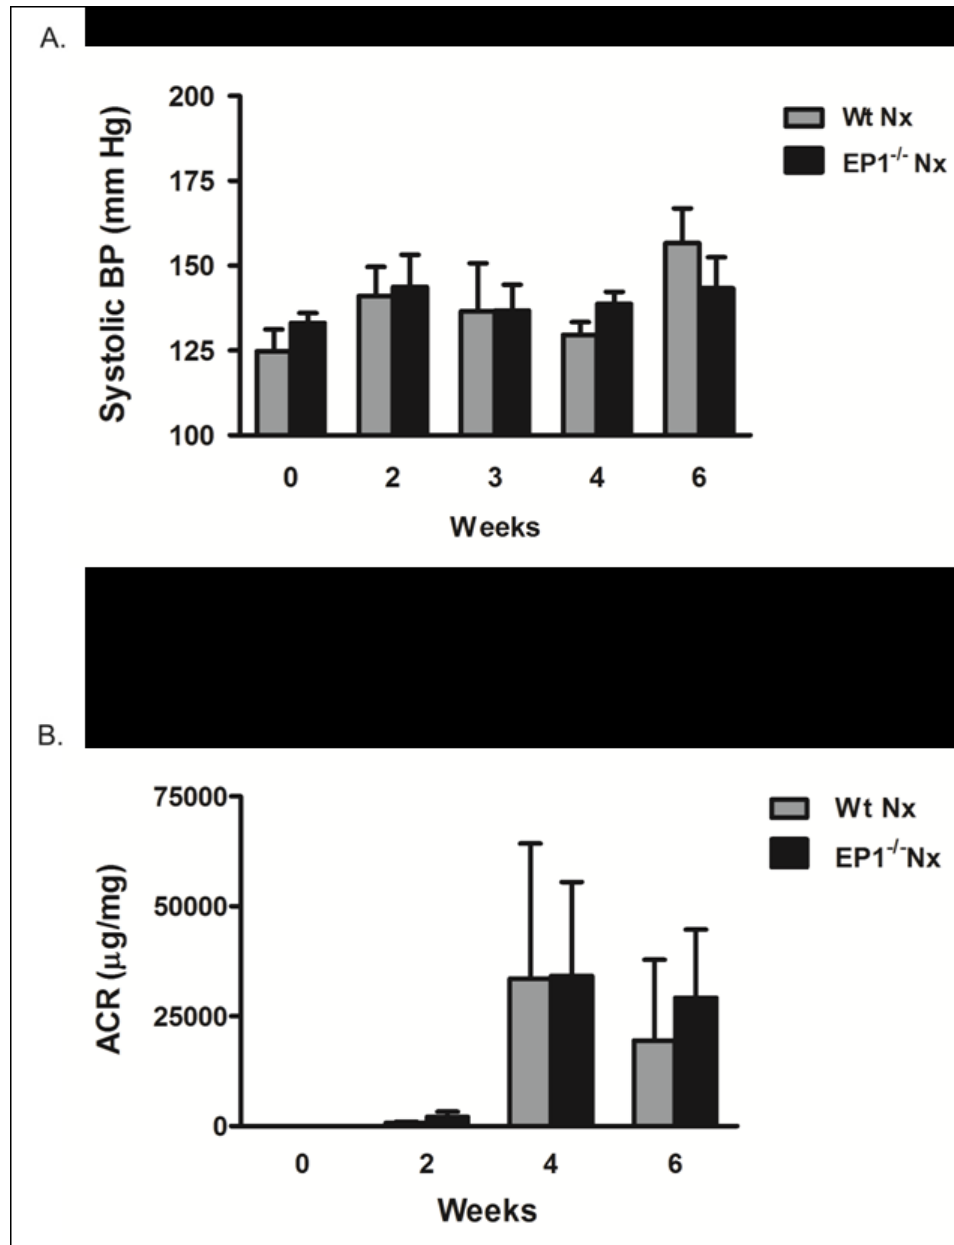 A.
Systolic BP (mm Hg)
200
175
150
125
100
0 2 3 4 6
Weeks
Wt Nx
EP1-/- Nx
B.
ACR (μg/mg)
75000
50000
25000
0
0 2 4 6
Weeks
Wt Nx
EP1-/-Nx